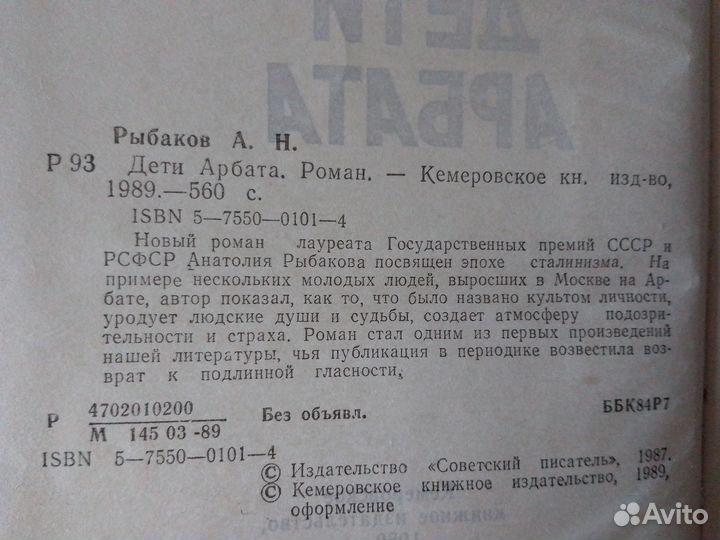 ДЕТИ
АРБАТА
Рыбаков А. Н.
Р 93 Дети Арбата. Роман. — Кемеровское кн. изд-во,
1989.—560 с.
ISBN 5—7550—0101—4
Новый роман лауреата Государственных премий СССР и
РСФСР Анатолия Рыбакова посвящен эпохе сталинизма. На
примере нескольких молодых людей, выросших в Москве на Ар-
бате, автор показал, как то, что было названо культом личности,
уродует людские души и судьбы, создает атмосферу подозри-
тельности и страха. Роман стал одним из первых произведений
нашей литературы, чья публикация в периодике возвестила воз-
врат к подлинной гласности,
Р 4702010200 Без объявл. ББК84Р7
М 145 03 -89
ISBN 5—7550—0101—4
© Издательство «Советский писатель», 1987.
© Кемеровское книжное издательство, 1989,
оформление
книжное издательство,
Avito